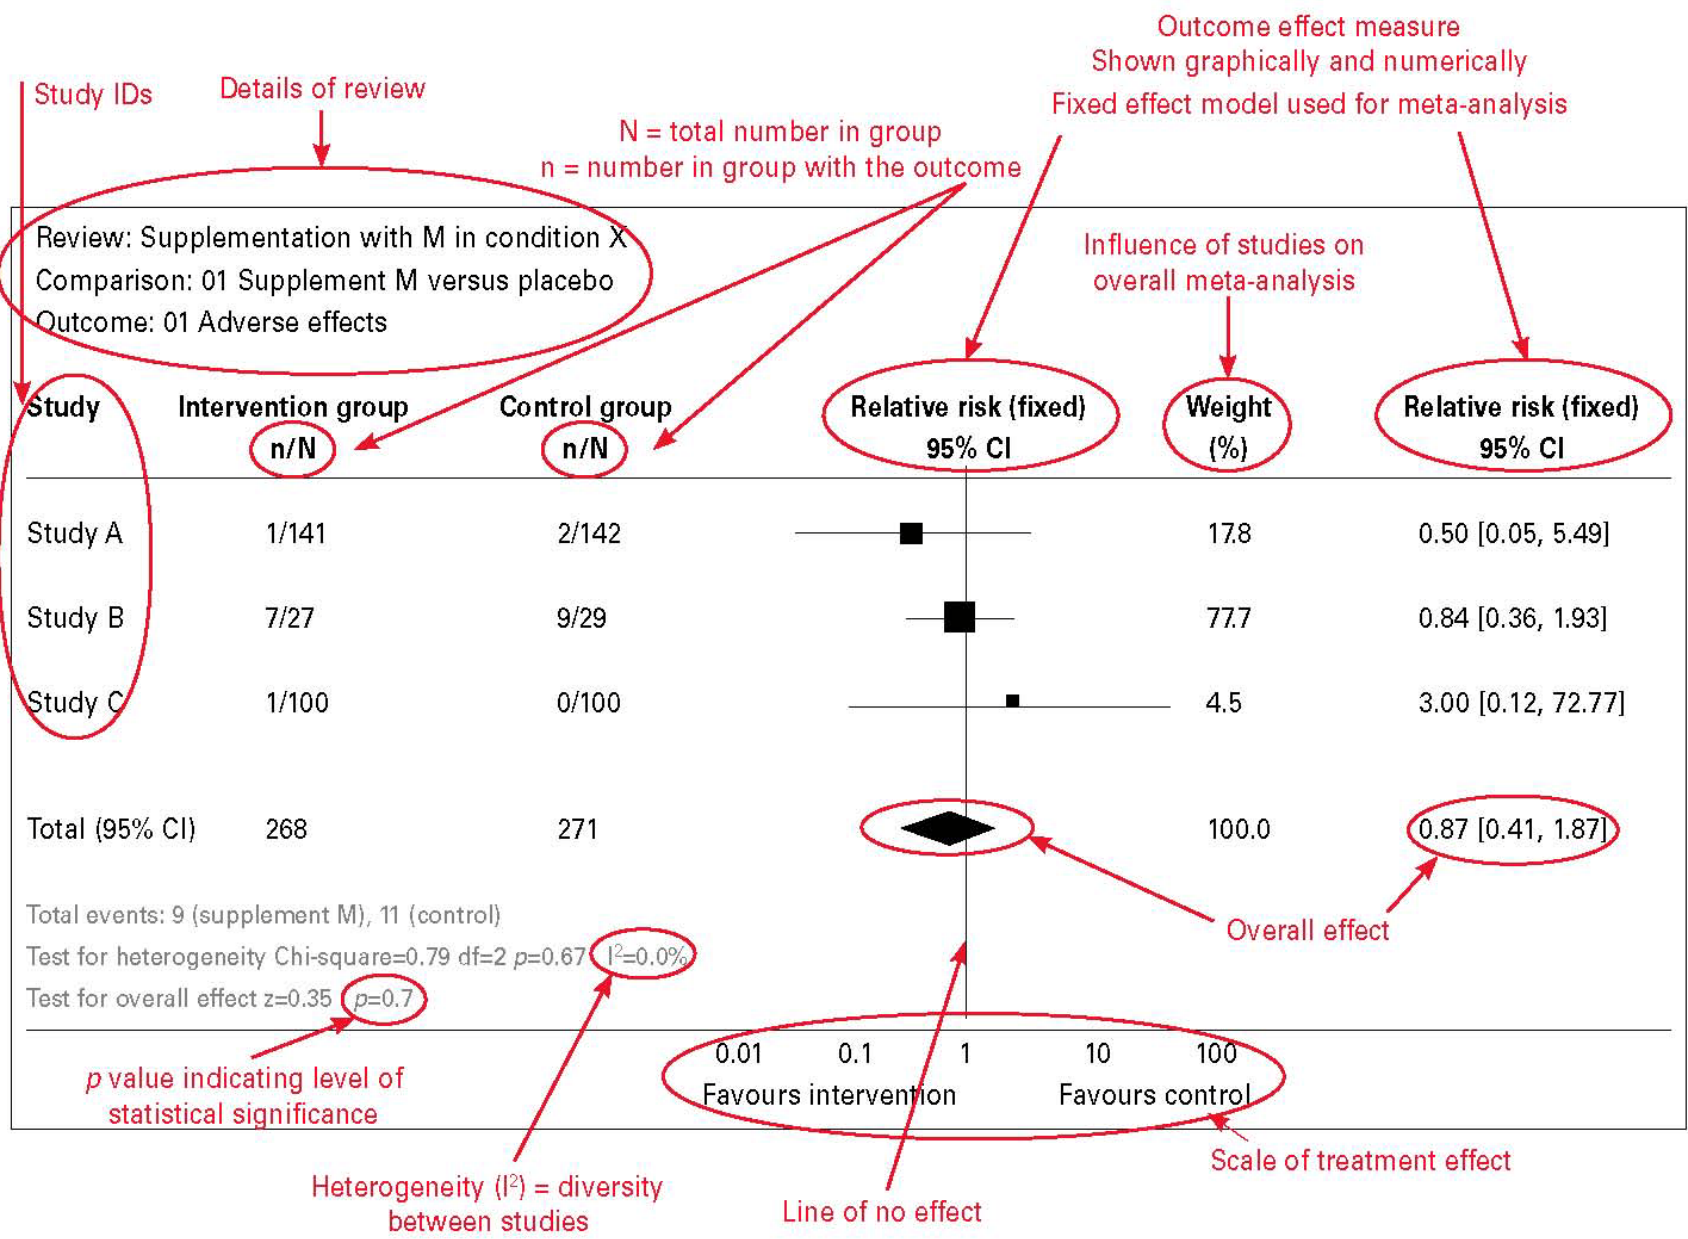 Outcome effect measure
Shown graphically and numerically
Fixed effect model used for meta-analysis
Study IDs
Details of review
N = total number in group
n = number in group with the outcome
Review: Supplementation with M in condition X
Comparison: 01 Supplement M versus placebo
Outcome: 01 Adverse effects
Influence of studies on
overall meta-analysis
Study Intervention group Control group Relative risk (fixed) Weight Relative risk (fixed)
n/N n/N 95% CI (%) 95% CI
Study A 1/141 2/142 17.8 0.50 [0.05, 5.49]
Study B 7/27 9/29 77.7 0.84 [0.36, 1.93]
Study C 1/100 0/100 4.5 3.00 [0.12, 72.77]
Total (95% CI) 268 271 100.0 0.87 [0.41, 1.87]
Total events: 9 (supplement M), 11 (control)
Test for heterogeneity Chi-square=0.79 df=2 p=0.67 I²=0.0%
Test for overall effect z=0.35 p=0.7
Overall effect
0.01 0.1 1 10 100
Favours intervention Favours control
p value indicating level of
statistical significance
Heterogeneity (I²) = diversity
between studies
Line of no effect
Scale of treatment effect